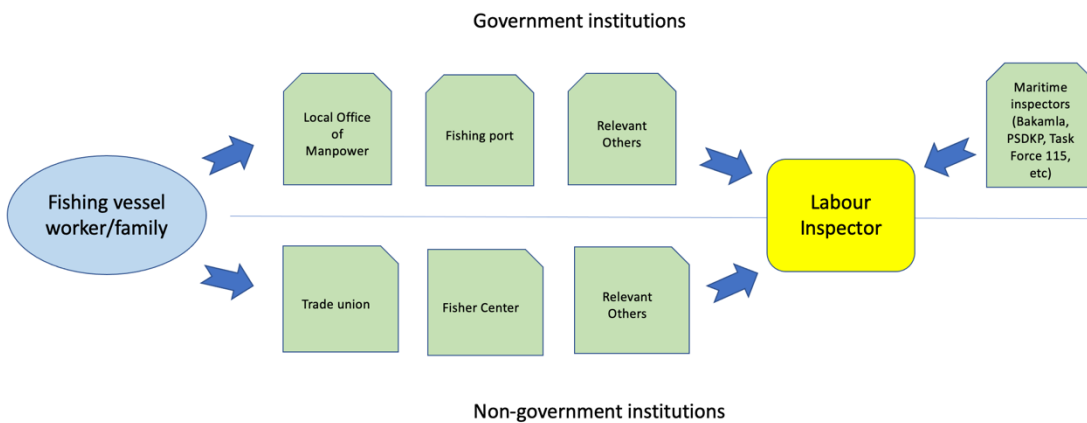 Government institutions
Local Office
of
Manpower
Fishing port
Relevant
Others
Maritime
inspectors
(Bakamla,
PSDKP, Task
Force 115,
etc)
Fishing vessel
worker/family
Labour
Inspector
Trade union
Fisher Center
Relevant
Others
Non-government institutions